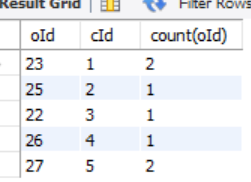 Result Grid Filter Rows
oId cId count(oId)
23 1 2
25 2 1
22 3 1
26 4 1
27 5 2